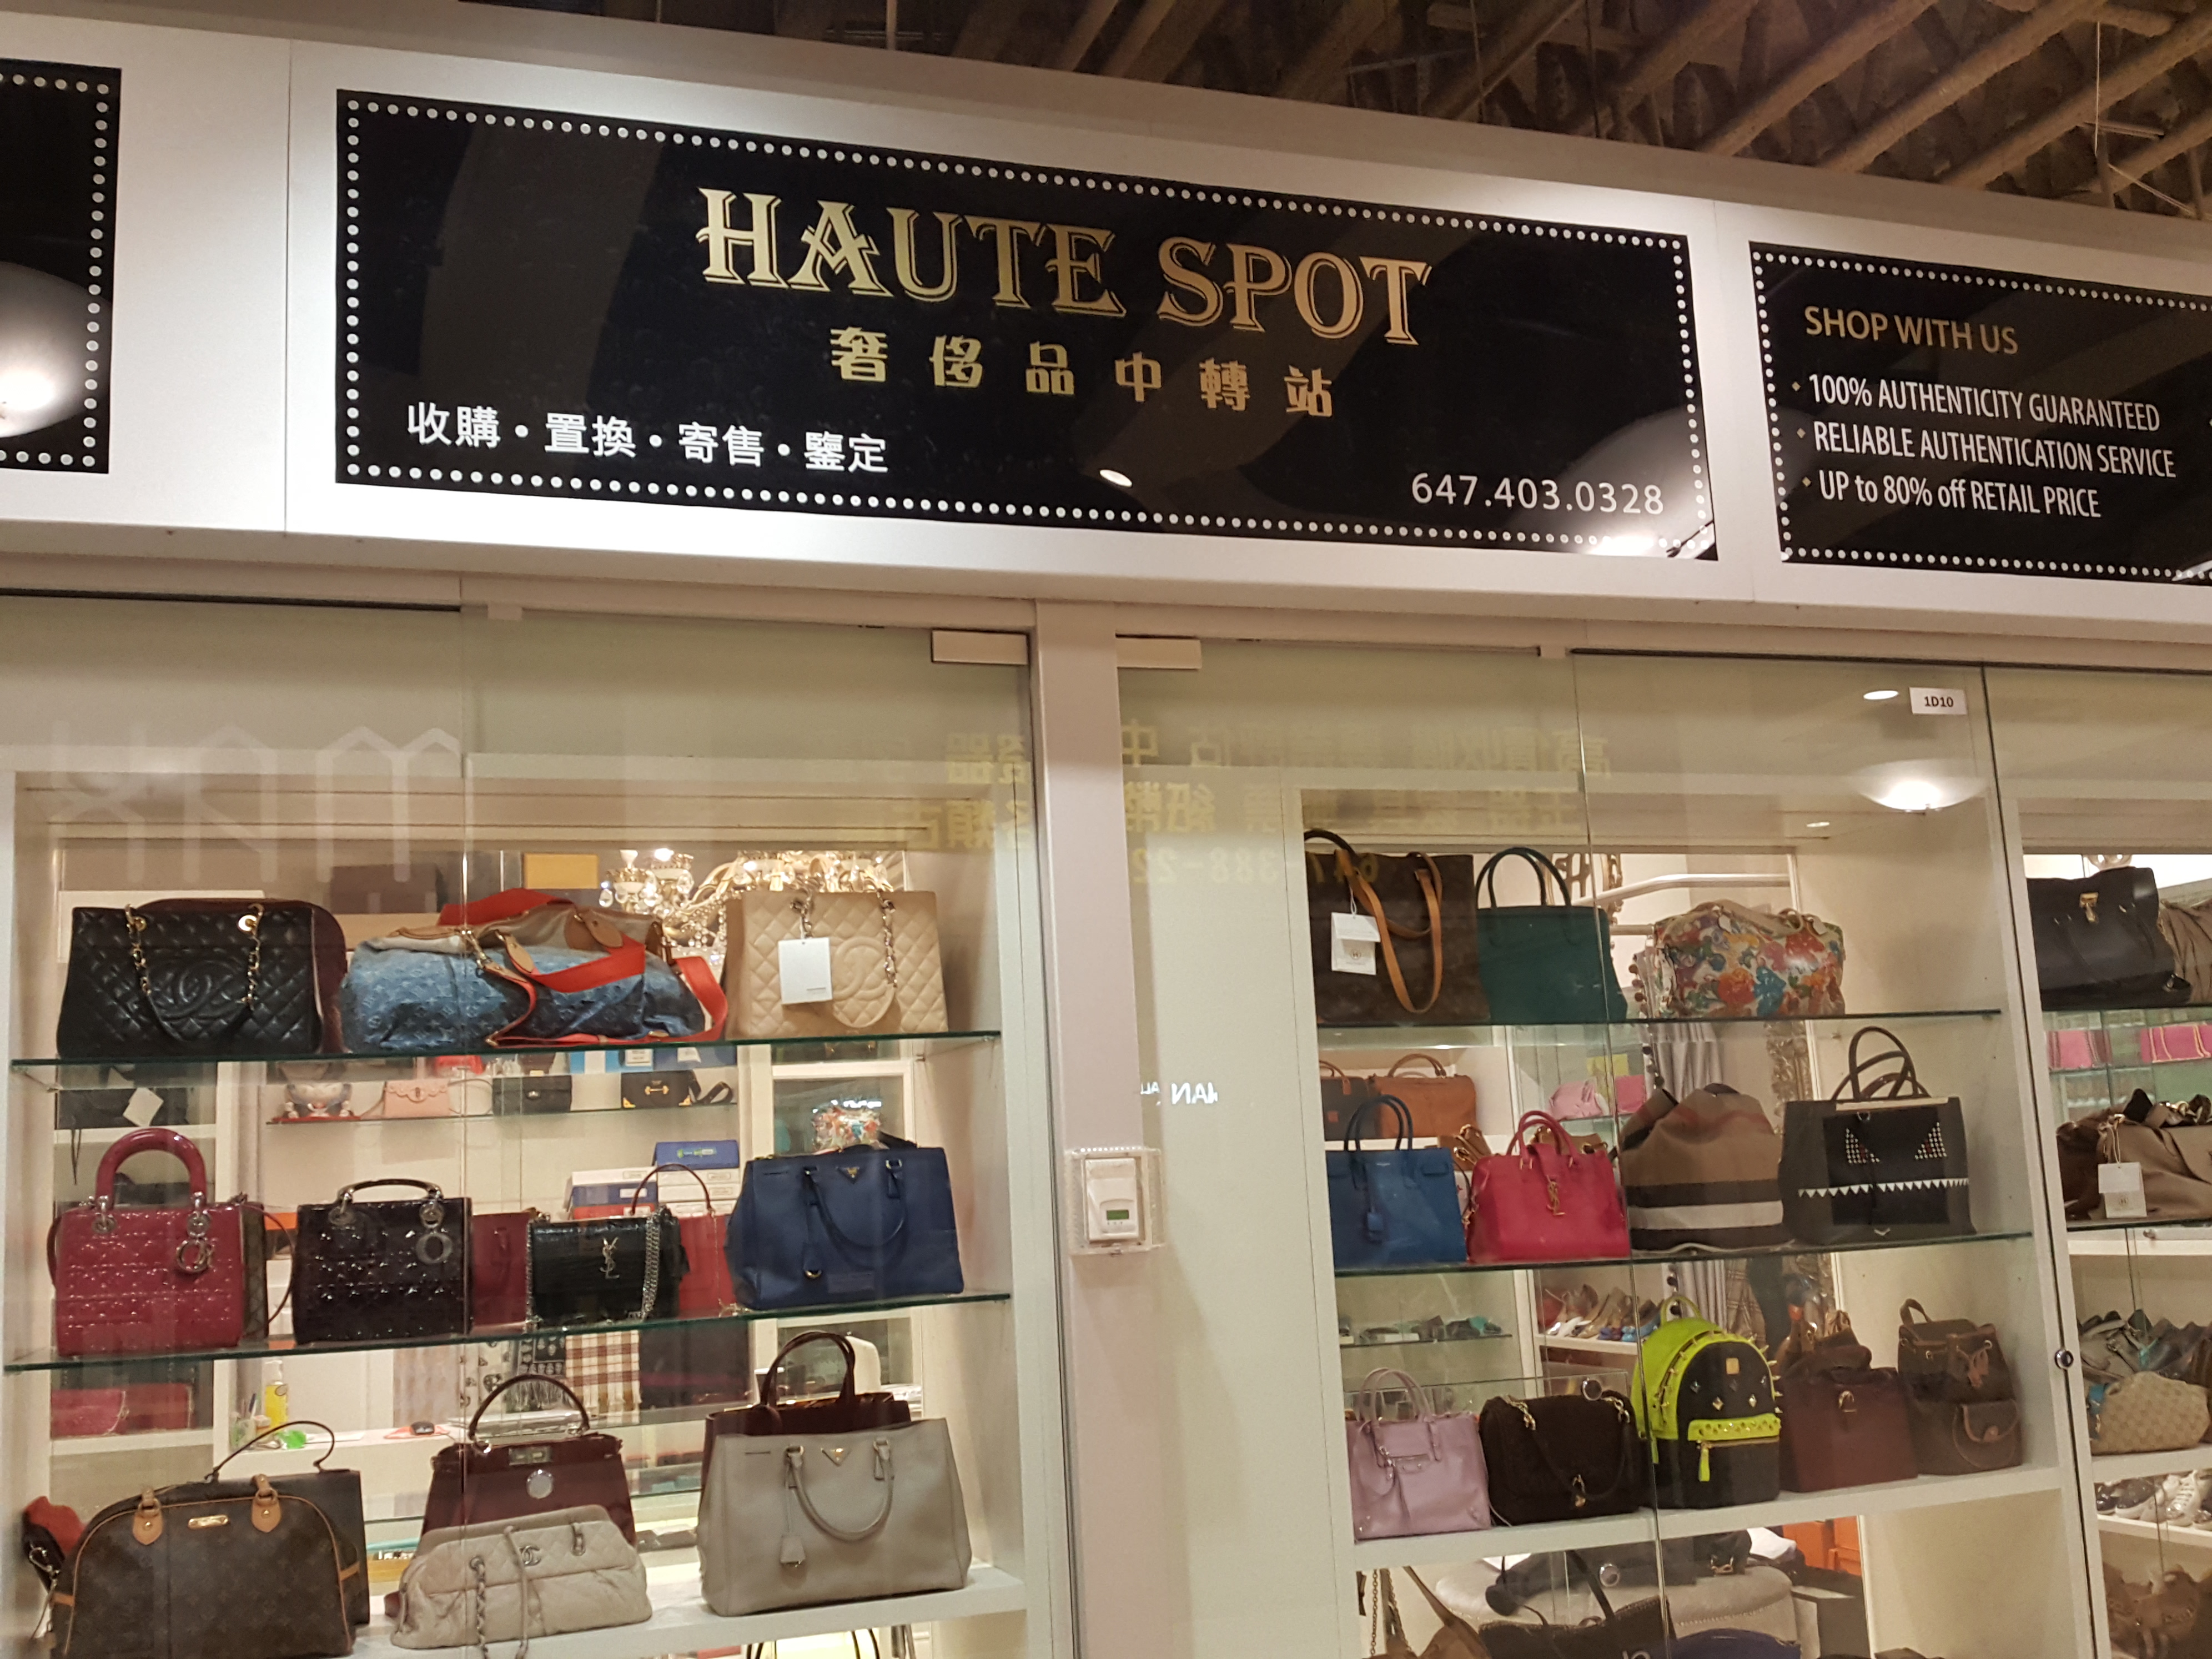 HAUTE SPOT
奢侈品中轉站
收購・置換・寄售・鑒定
647.403.0328
SHOP WITH US
100% AUTHENTICITY GUARANTEED
RELIABLE AUTHENTICATION SERVICE
UP to 80% off RETAIL PRICE
1D10